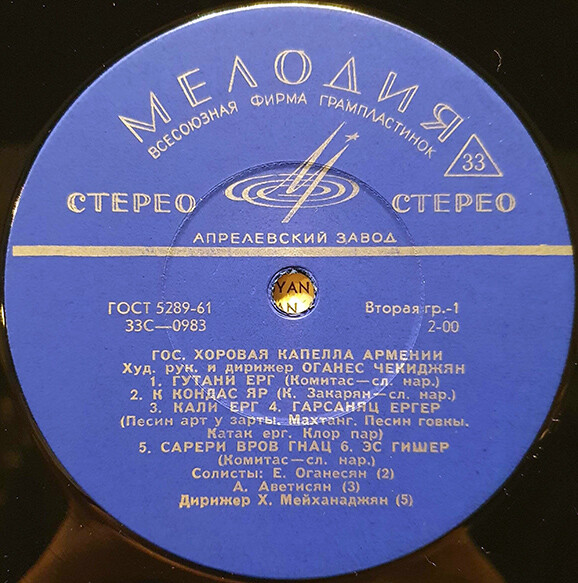 МЕЛОДИЯ
ВСЕСОЮЗНАЯ ФИРМА ГРАМПЛАСТИНОК
33
СТЕРЕО СТЕРЕО
АПРЕЛЕВСКИЙ ЗАВОД
YAN
AN
ГОСТ 5289-61 Вторая гр.-1
33С—0983 2-00
ГОС. ХОРОВАЯ КАПЕЛЛА АРМЕНИИ
Худ. рук. и дирижер ОГАНЕС ЧЕКИДЖЯН
1. ГУТАНИ ЕРГ (Комитас—сл. нар.)
2. К КОНДАС ЯР (К. Закарян—сл. нар.)
3. КАЛИ ЕРГ 4. ГАРСАНЯЦ ЕРГЕР
(Песин арт у зарты. Махтанг. Песин говкы.
Катак ерг. Клор пар)
5. САРЕРИ ВРОВ ГНАЦ 6. ЭС ГИШЕР
(Комитас—сл. нар.)
Солисты: Е. Оганесян (2)
А. Аветисян (3)
Дирижер Х. Мейханаджян (5)